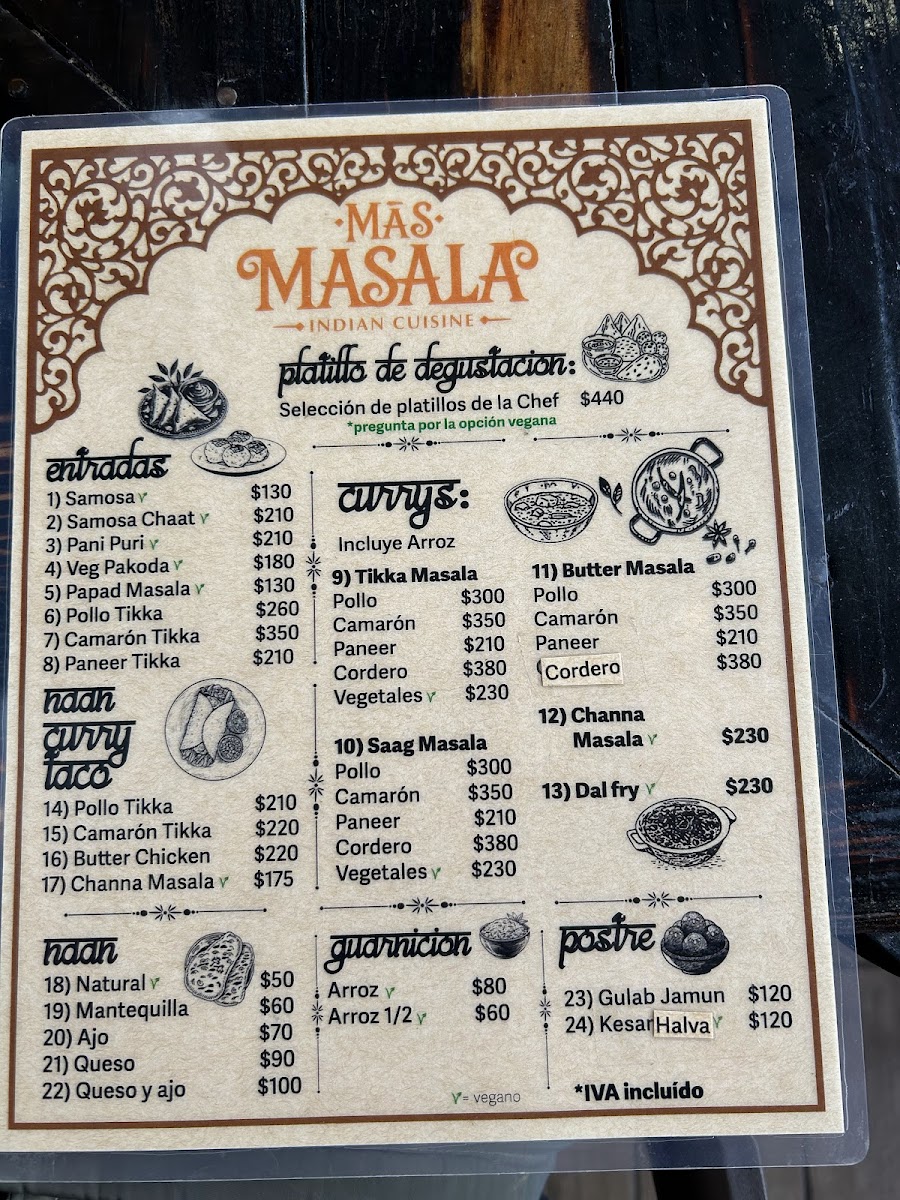 ·MĀS·
MASALA
INDIAN CUISINE
platillo de degustacion:
Selección de platillos de la Chef $440
*pregunta por la opción vegana
entradas
1) Samosa v $130
2) Samosa Chaat v $210
3) Pani Puri v $210
4) Veg Pakoda v $180
5) Papad Masala v $130
6) Pollo Tikka $260
7) Camarón Tikka $350
8) Paneer Tikka $210
naan
curry
taco
14) Pollo Tikka $210
15) Camarón Tikka $220
16) Butter Chicken $220
17) Channa Masala v $175
currys:
Incluye Arroz
9) Tikka Masala
Pollo $300
Camarón $350
Paneer $210
Cordero $380
Vegetales v $230
10) Saag Masala
Pollo $300
Camarón $350
Paneer $210
Cordero $380
Vegetales v $230
11) Butter Masala
Pollo $300
Camarón $350
Paneer $210
Cordero $380
12) Channa
Masala v $230
13) Dal fry v $230
naan
18) Natural v $50
19) Mantequilla $60
20) Ajo $70
21) Queso $90
22) Queso y ajo $100
guarnicion
Arroz v $80
Arroz 1/2 v $60
v= vegano
postre
23) Gulab Jamun $120
24) Kesar Halva v $120
*IVA incluído